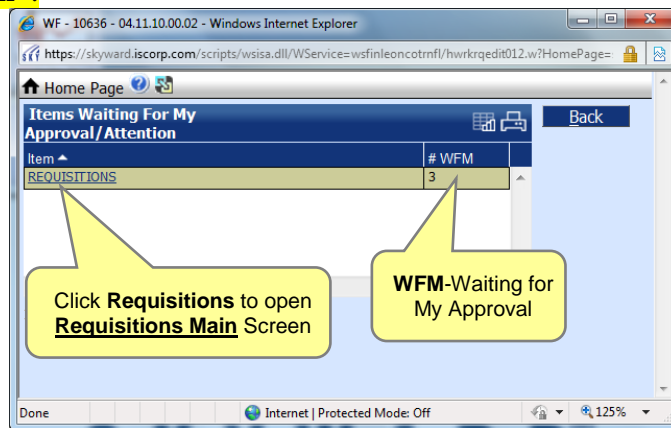 WF - 10636 - 04.11.10.00.02 - Windows Internet Explorer
https://skyward.iscorp.com/scripts/wsisa.dll/WService=wsfinleoncotrnfl/hwrkrqedit012.w?HomePage=
Home Page
Items Waiting For My
Approval/Attention
Back
Item # WFM
REQUISITIONS 3
Click Requisitions to open
Requisitions Main Screen
WFM-Waiting for
My Approval
Done Internet | Protected Mode: Off 125%